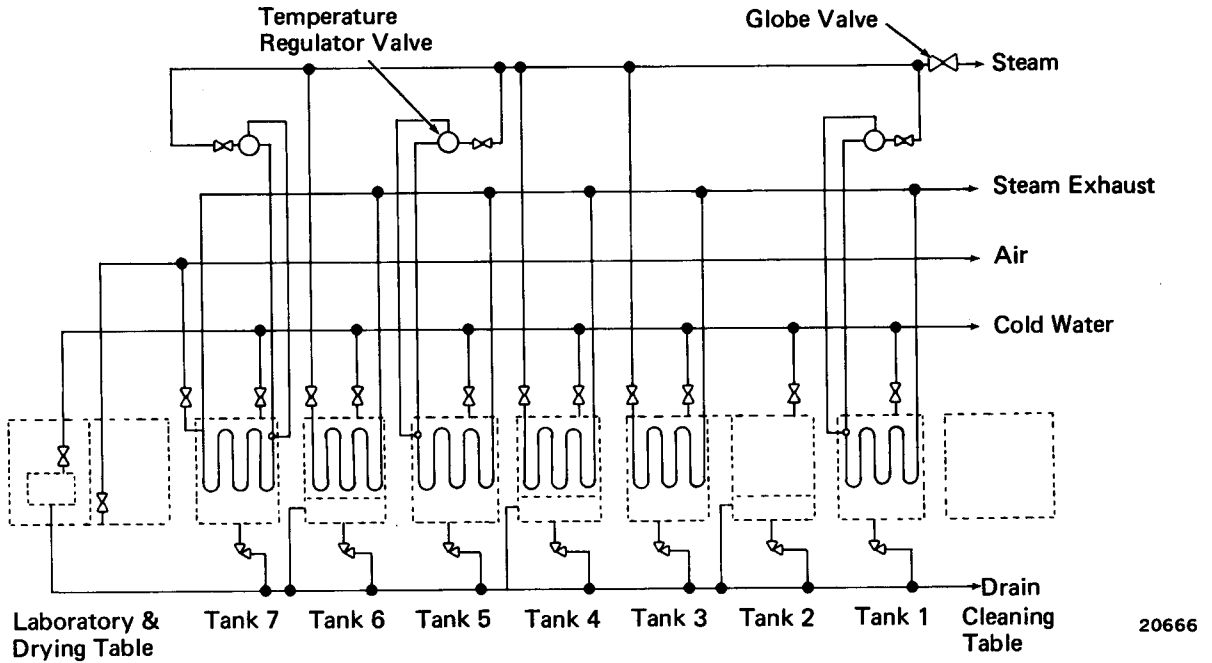 Temperature
Regulator Valve
Globe Valve
Steam
Steam Exhaust
Air
Cold Water
Drain
Laboratory &
Drying Table
Tank 7
Tank 6
Tank 5
Tank 4
Tank 3
Tank 2
Tank 1
Cleaning
Table
20666